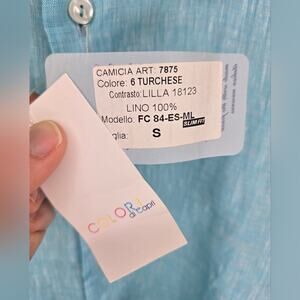 CAMICIA ART: 7875
Colore: 6 TURCHESE
Contrasto: LILLA 18123
LINO 100%
Modello: FC 84-ES-ML
SLIM FIT
glia: S
COLORI
di capri